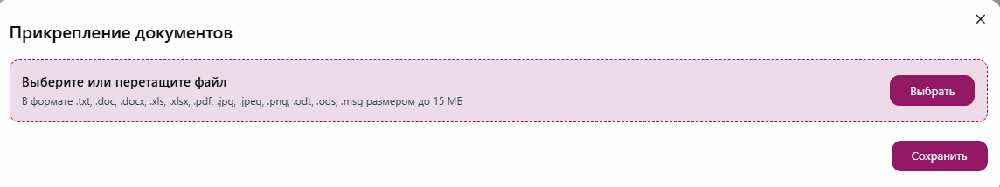 Прикрепление документов
Выберите или перетащите файл
В формате .txt, .doc, .docx, .xls, .xlsx, .pdf, .jpg, .jpeg, .png, .odt, .ods, .msg размером до 15 МБ
Выбрать
Сохранить